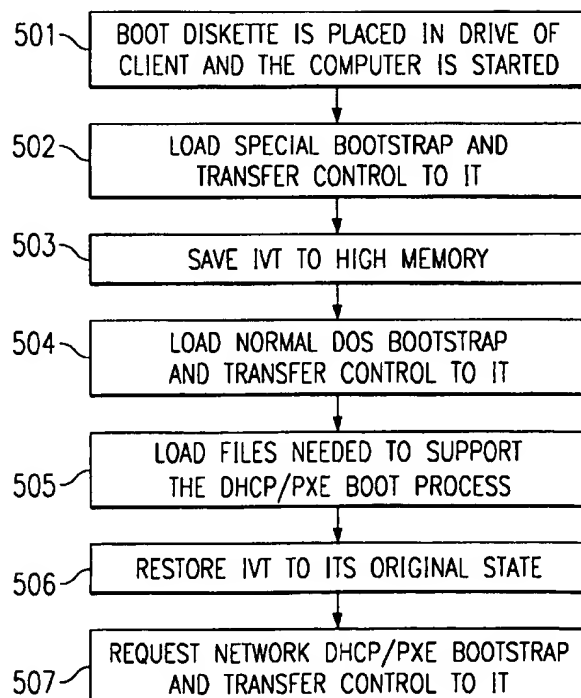 501
BOOT DISKETTE IS PLACED IN DRIVE OF
CLIENT AND THE COMPUTER IS STARTED
502
LOAD SPECIAL BOOTSTRAP AND
TRANSFER CONTROL TO IT
503
SAVE IVT TO HIGH MEMORY
504
LOAD NORMAL DOS BOOTSTRAP
AND TRANSFER CONTROL TO IT
505
LOAD FILES NEEDED TO SUPPORT
THE DHCP/PXE BOOT PROCESS
506
RESTORE IVT TO ITS ORIGINAL STATE
507
REQUEST NETWORK DHCP/PXE BOOTSTRAP
AND TRANSFER CONTROL TO IT